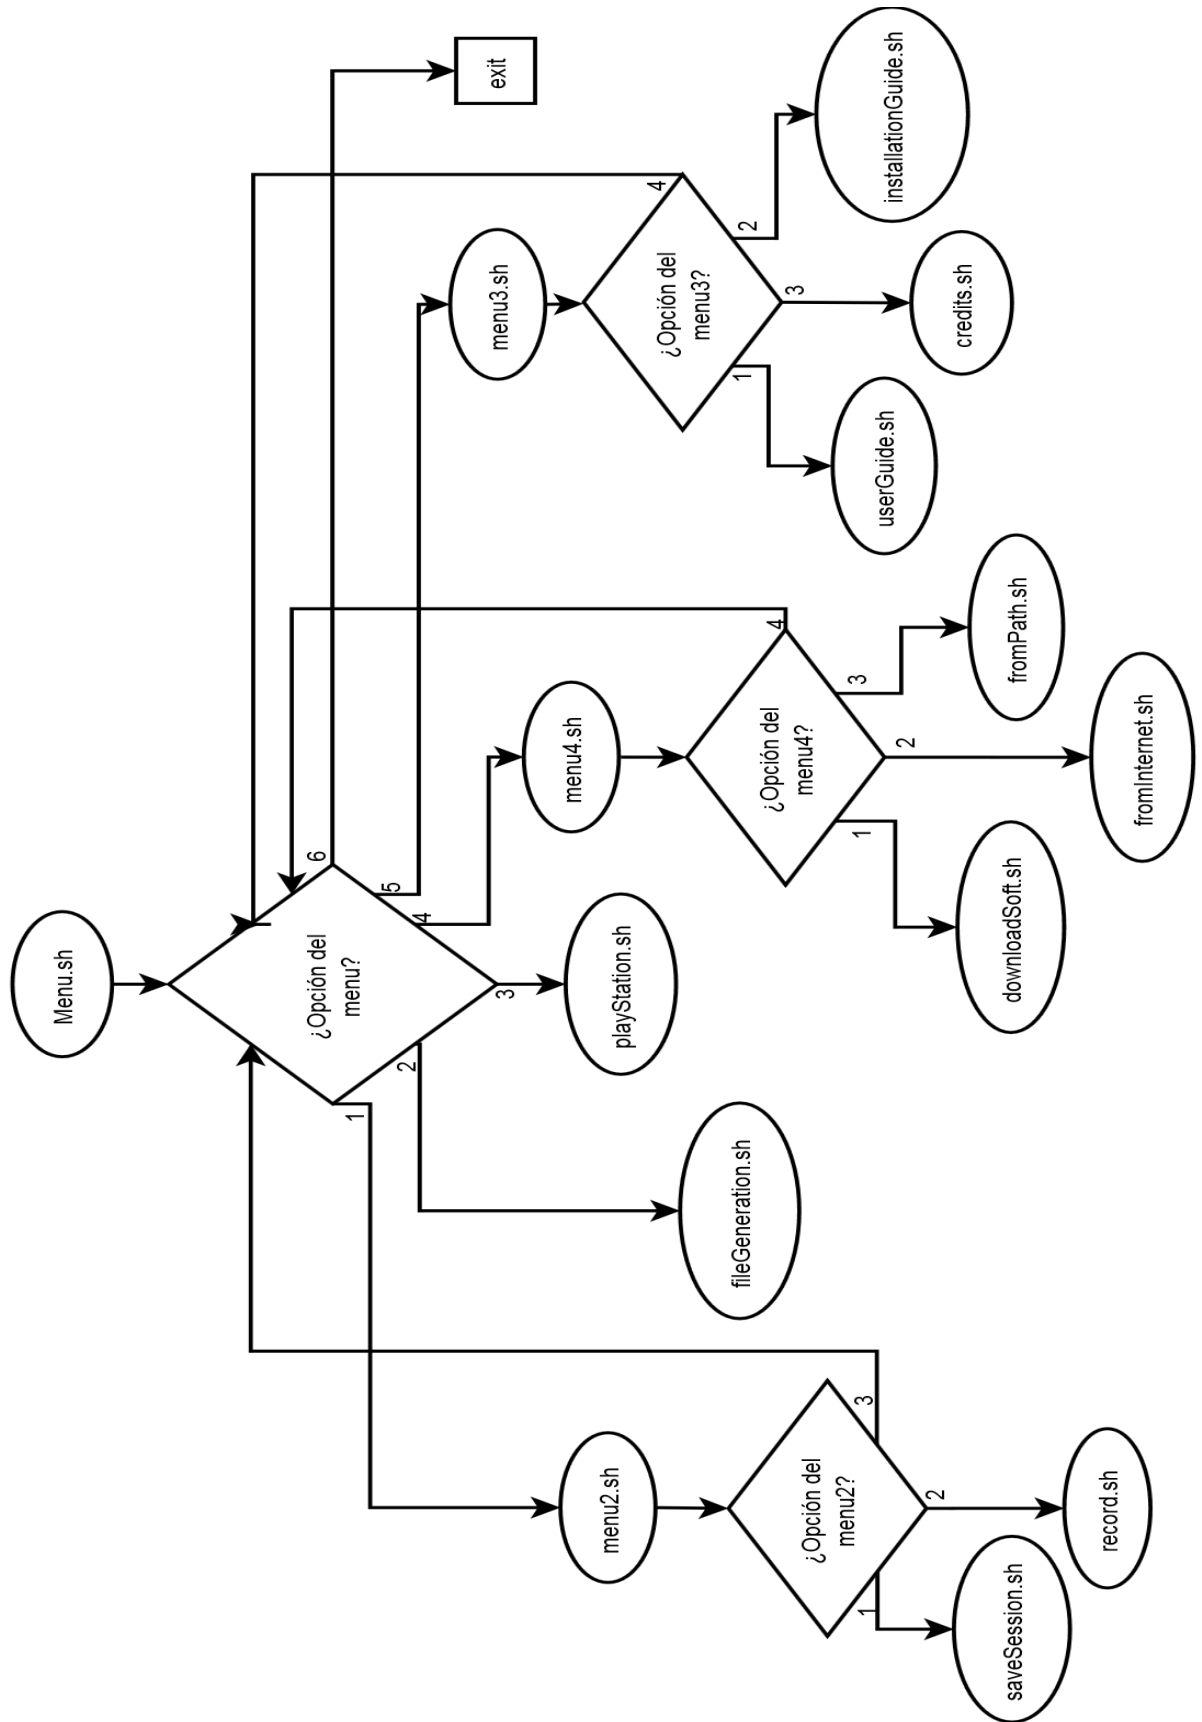 Menu.sh
¿Opción del
menu?
1
2
3
4
5
6
exit
menu2.sh
¿Opción del
menu2?
1
2
3
saveSession.sh
record.sh
fileGeneration.sh
playStation.sh
menu4.sh
¿Opción del
menu4?
1
2
3
4
downloadSoft.sh
fromInternet.sh
fromPath.sh
menu3.sh
¿Opción del
menu3?
1
3
2
4
userGuide.sh
credits.sh
installationGuide.sh